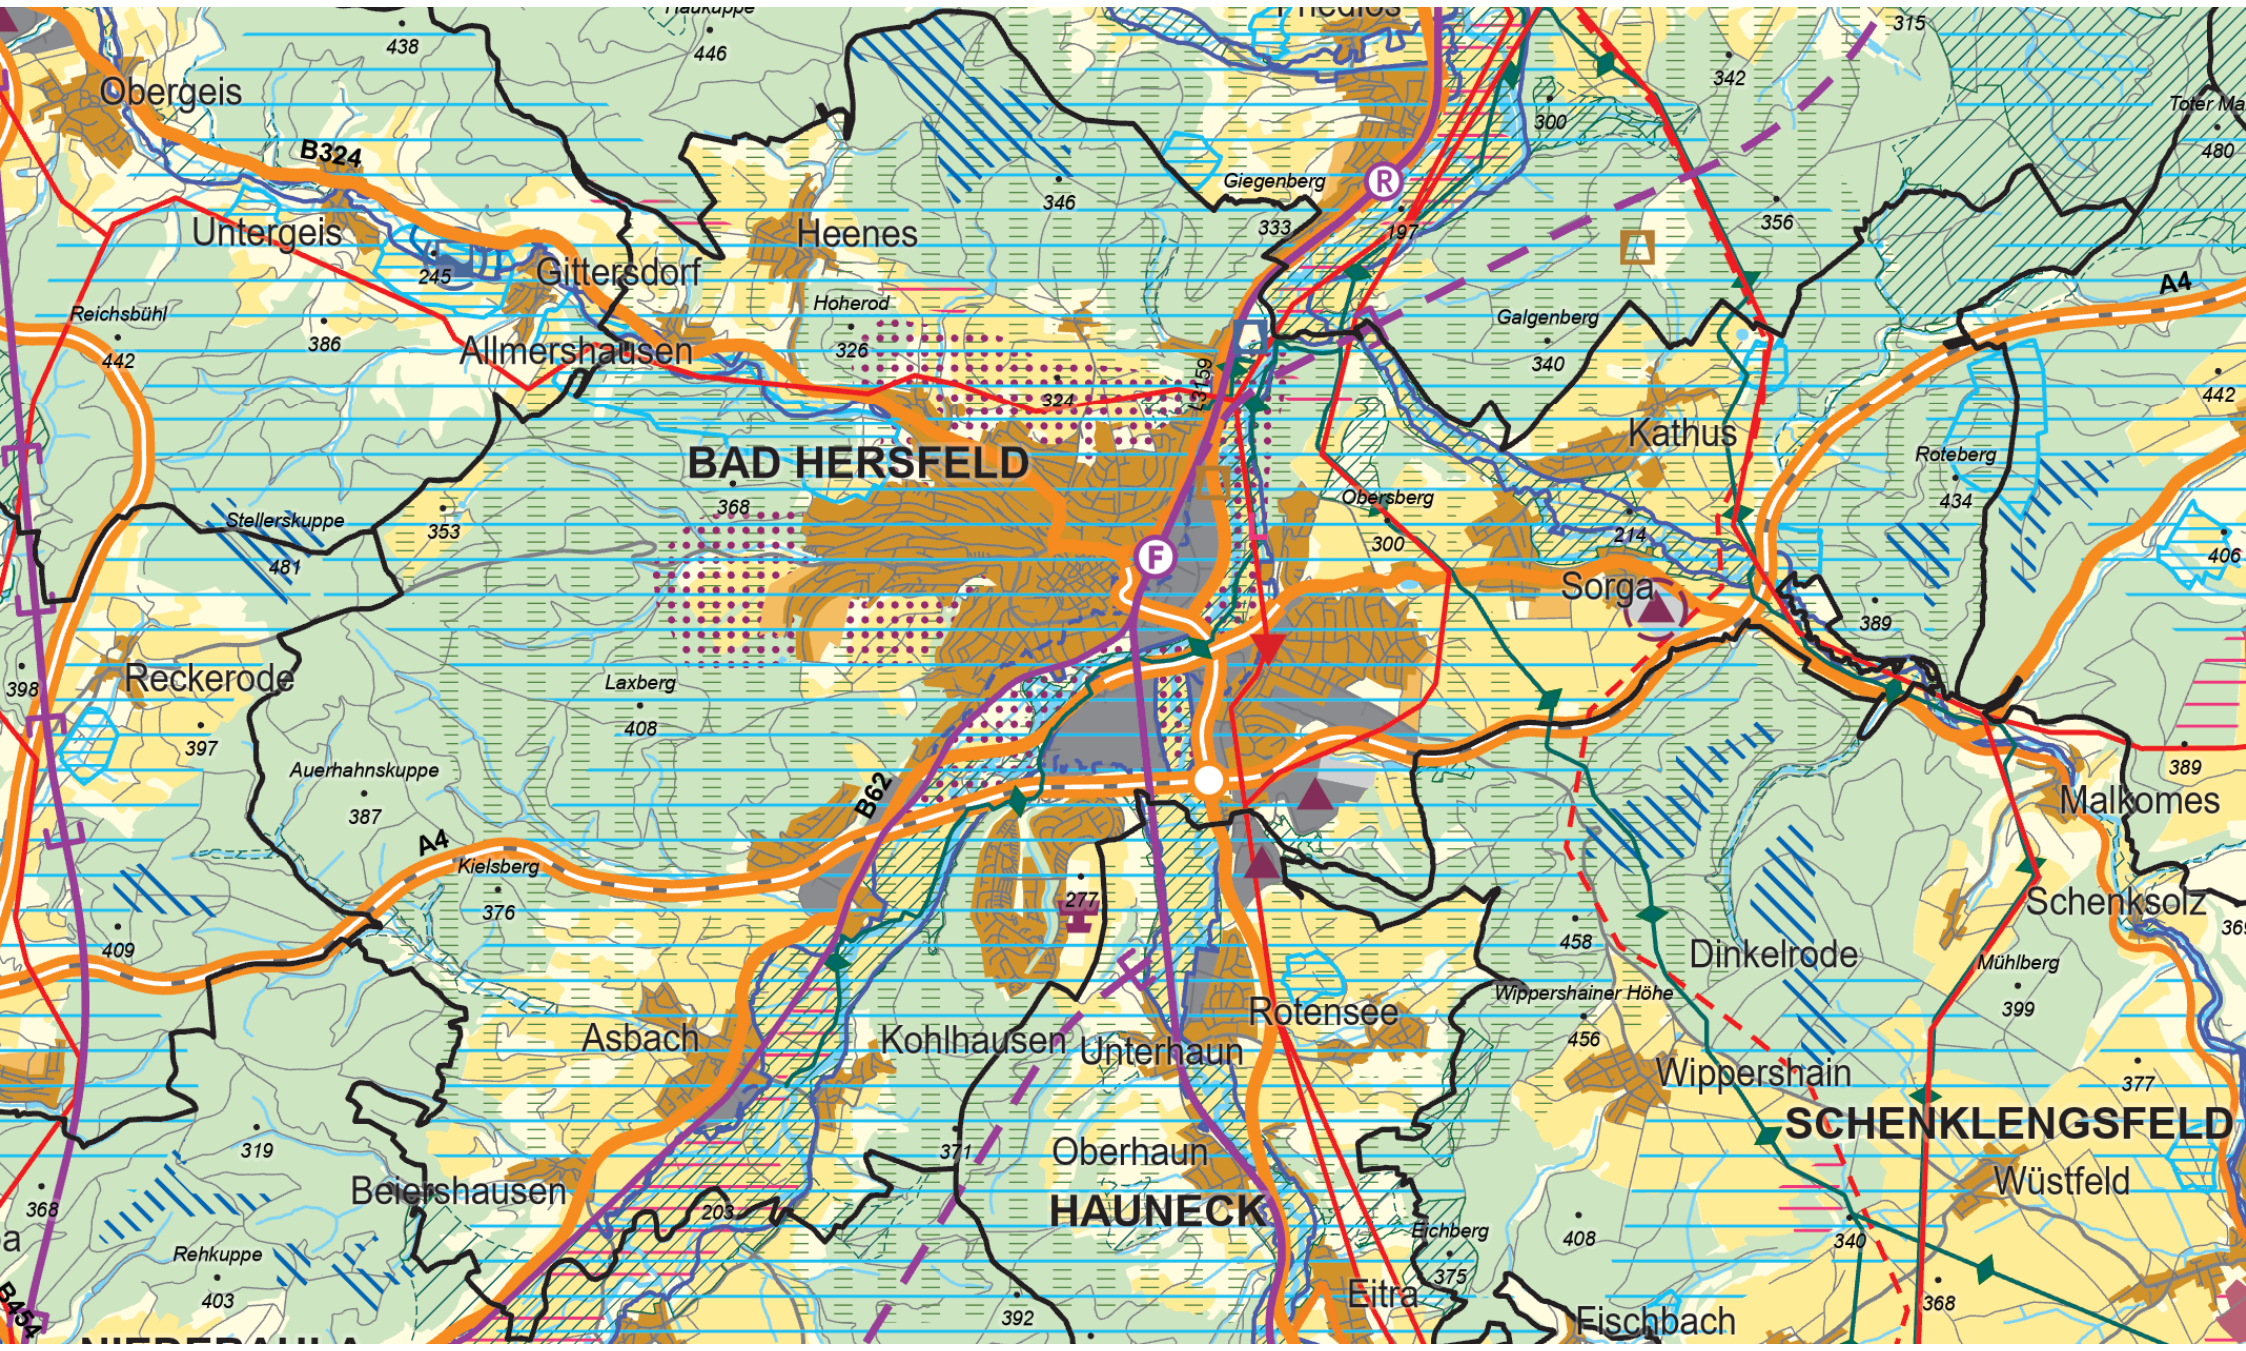 315
438
446
342
Obergeis
300
Toter Ma
480
B324
Giegenberg
R
346
333
197
356
Untergeis
Heenes
245
Gittersdorf
A4
Reichsbühl
Hoherod
Galgenberg
386
326
442
Allmershausen
340
L3159
324
442
Kathus
BAD HERSFELD
Roteberg
368
Obersberg
434
Stellerskuppe
353
300
214
481
F
406
Sorga
389
Reckerode
398
Laxberg
408
397
Auerhahnskuppe
387
389
Malkomes
B62
A4
Kielsberg
376
277
Schenksolz
409
458
369
Dinkelrode
Mühlberg
Wippershainer Höhe
399
Rotensee
Asbach
Kohlhausen
Unterhaun
456
Wippershain
377
SCHENKLENGSFELD
319
371
Oberhaun
Beiershausen
Wüstfeld
368
203
HAUNECK
Eichberg
408
340
Rehkuppe
375
403
Eitra
368
392
B454
Fischbach